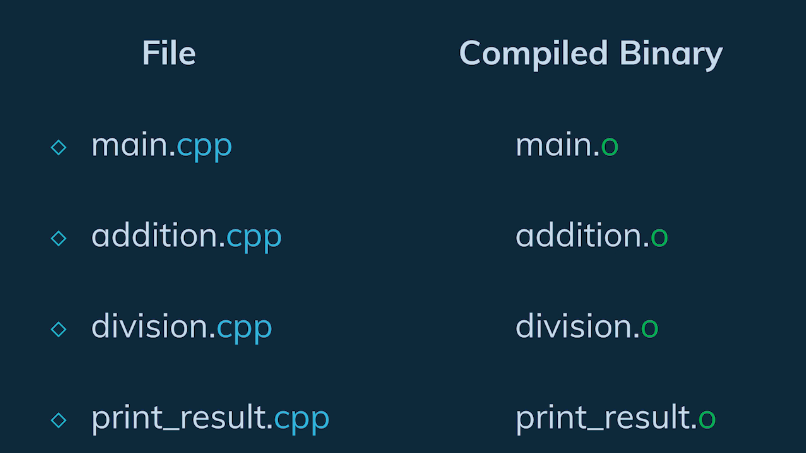 File Compiled Binary
main.cpp main.o
addition.cpp addition.o
division.cpp division.o
print_result.cpp print_result.o